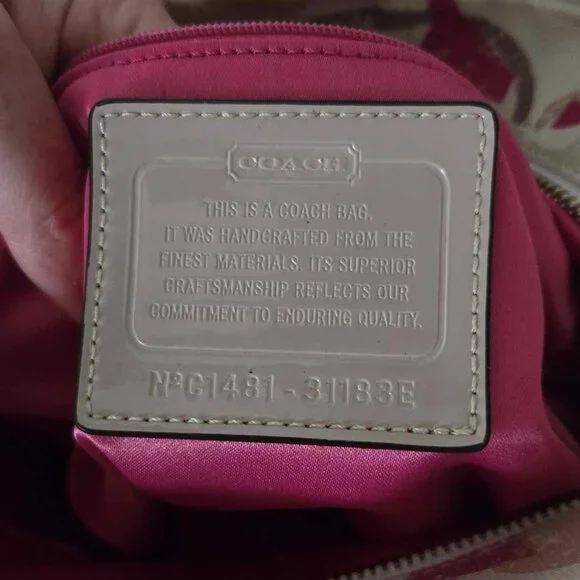 COACH
THIS IS A COACH BAG.
IT WAS HANDCRAFTED FROM THE
FINEST MATERIALS. ITS SUPERIOR
CRAFTSMANSHIP REFLECTS OUR
COMMITMENT TO ENDURING QUALITY.
Nº C1481 - 31183E